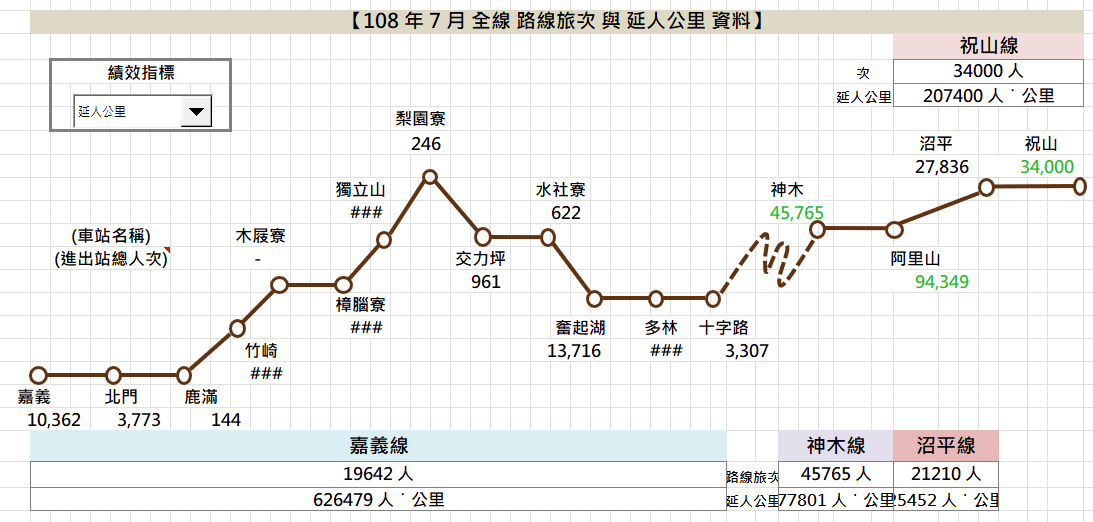 【108 年 7 月 全線 路線旅次 與 延人公里 資料】
祝山線
次 34000 人
延人公里 207400 人˙公里
績效指標
延人公里
梨園寮
246
沼平
27,836
祝山
34,000
獨立山
###
水社寮
622
神木
45,765
(車站名稱)
(進出站總人次)
木屐寮
-
交力坪
961
阿里山
94,349
樟腦寮
###
奮起湖
13,716
多林
###
十字路
3,307
竹崎
###
嘉義
10,362
北門
3,773
鹿滿
144
嘉義線
神木線
沼平線
19642 人
路線旅次
45765 人
21210 人
626479 人˙公里
延人公里
77801 人˙公里
25452 人˙公里